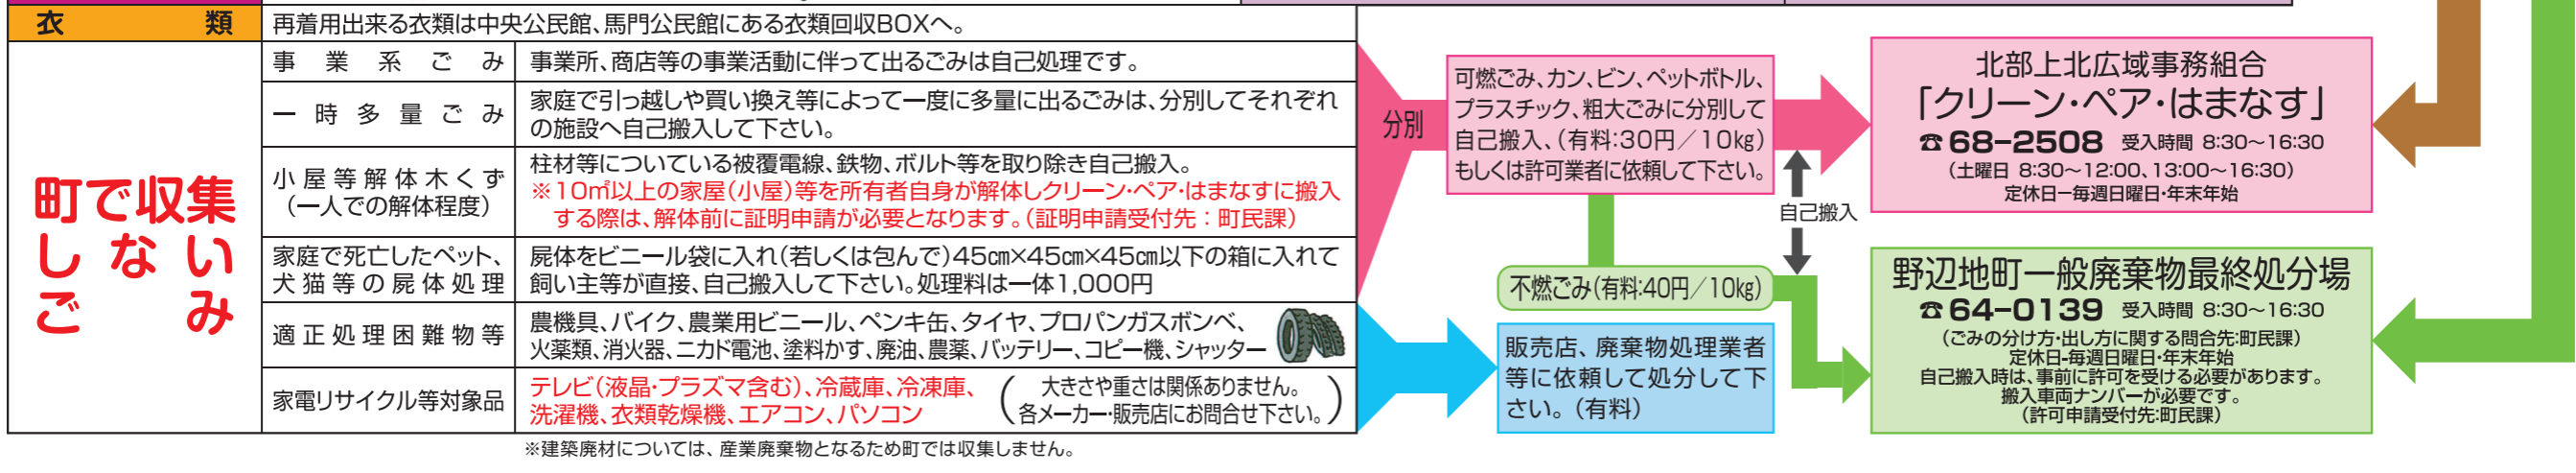 衣類
再着用出来る衣類は中央公民館、馬門公民館にある衣類回収BOXへ。
町で収集
しない
ごみ
事業系ごみ
事業所、商店等の事業活動に伴って出るごみは自己処理です。
一時多量ごみ
家庭で引っ越しや買い換え等によって一度に多量に出るごみは、分別してそれぞれ
の施設へ自己搬入して下さい。
小屋等解体木くず
（一人での解体程度）
柱材等についている被覆電線、鉄物、ボルト等を取り除き自己搬入。
※10㎡以上の家屋（小屋）等を所有者自身が解体しクリーン・ペア・はまなすに搬入
する際は、解体前に証明申請が必要となります。（証明申請受付先：町民課）
家庭で死亡したペット、
犬猫等の屍体処理
屍体をビニール袋に入れ（若しくは包んで）45㎝×45㎝×45㎝以下の箱に入れて
飼い主等が直接、自己搬入して下さい。処理料は一体1,000円
適正処理困難物等
農機具、バイク、農業用ビニール、ペンキ缶、タイヤ、プロパンガスボンベ、
火薬類、消火器、ニカド電池、塗料かす、廃油、農薬、バッテリー、コピー機、シャッター
家電リサイクル等対象品
テレビ（液晶・プラズマ含む）、冷蔵庫、冷凍庫、
洗濯機、衣類乾燥機、エアコン、パソコン
（大きさや重さは関係ありません。
各メーカー・販売店にお問合せ下さい。）
※建築廃材については、産業廃棄物となるため町では収集しません。
分別
可燃ごみ、カン、ビン、ペットボトル、
プラスチック、粗大ごみに分別して
自己搬入、（有料：30円／10㎏）
もしくは許可業者に依頼して下さい。
自己搬入
不燃ごみ（有料：40円／10㎏）
販売店、廃棄物処理業者
等に依頼して処分して下
さい。（有料）
北部上北広域事務組合
「クリーン・ペア・はまなす」
☎68-2508 受入時間 8:30～16:30
（土曜日 8:30～12:00、13:00～16:30）
定休日ー毎週日曜日・年末年始
野辺地町一般廃棄物最終処分場
☎64-0139 受入時間 8:30～16:30
（ごみの分け方・出し方に関する問合先：町民課）
定休日-毎週日曜日・年末年始
自己搬入時は、事前に許可を受ける必要があります。
搬入車両ナンバーが必要です。
（許可申請受付先：町民課）